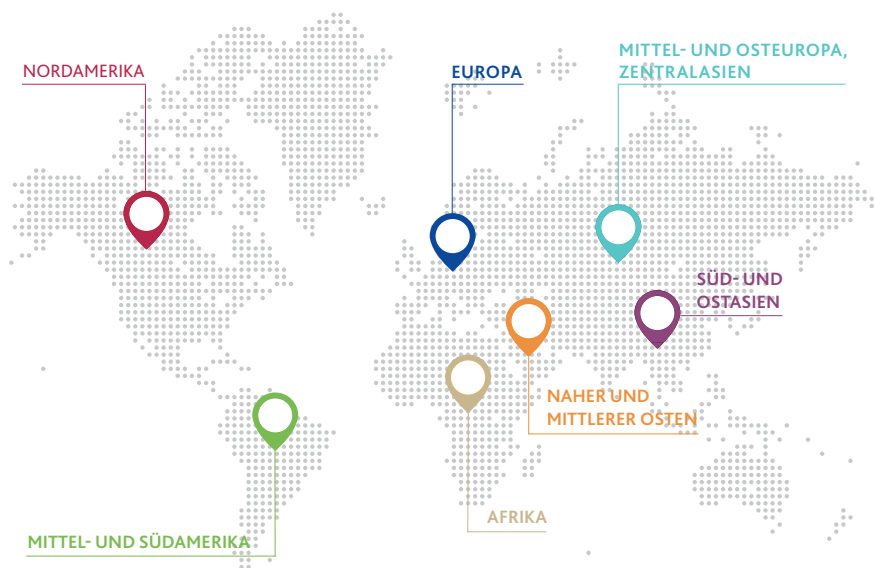 NORDAMERIKA
EUROPA
MITTEL- UND OSTEUROPA,
ZENTRALASIEN
SÜD- UND
OSTASIEN
NAHER UND
MITTLERER OSTEN
AFRIKA
MITTEL- UND SÜDAMERIKA